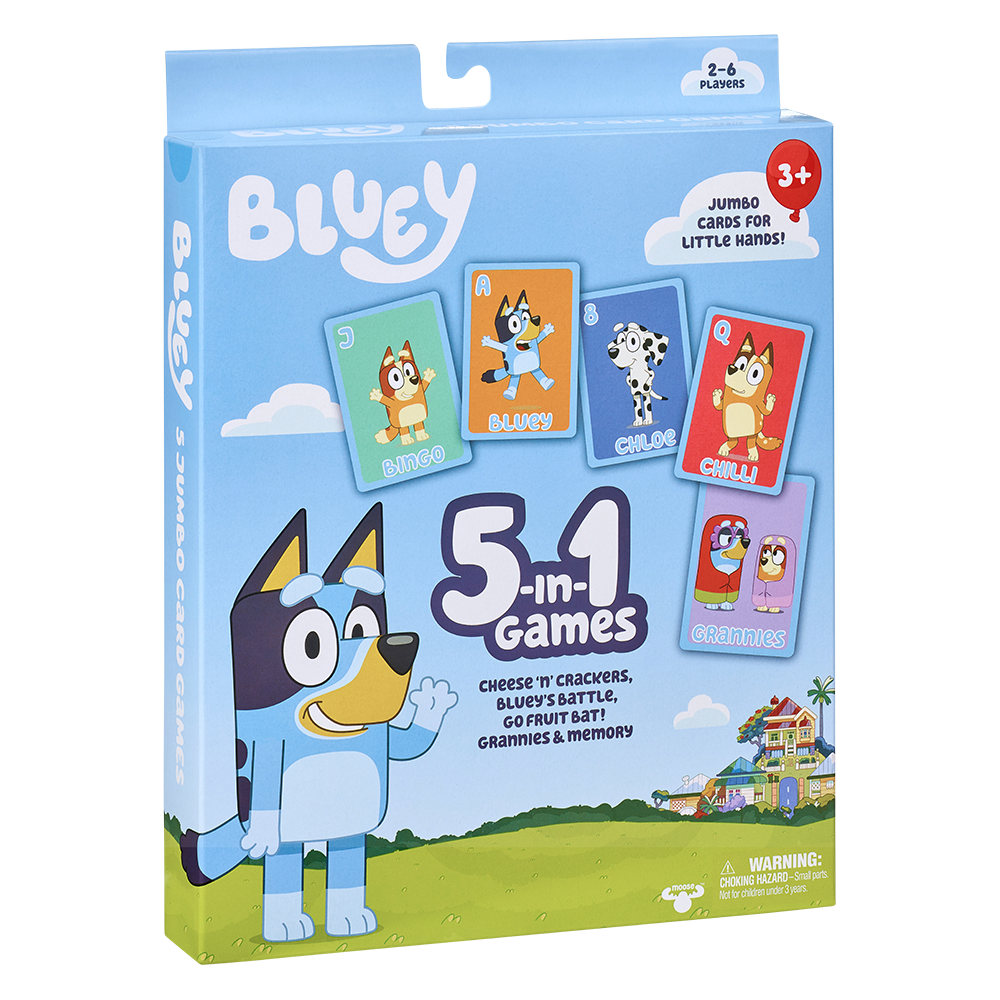 2–6
PLAYERS
BLUEY
3+
JUMBO
CARDS FOR
LITTLE HANDS!
J
BINGO
A
BLUEY
8
CHLOE
Q
CHILLI
GRANNIES
5-IN-1
GAMES
CHEESE 'N' CRACKERS,
BLUEY'S BATTLE,
GO FRUIT BAT!
GRANNIES & MEMORY
BLUEY 5 JUMBO CARD GAMES
moose
WARNING:
CHOKING HAZARD – Small parts.
Not for children under 3 years.